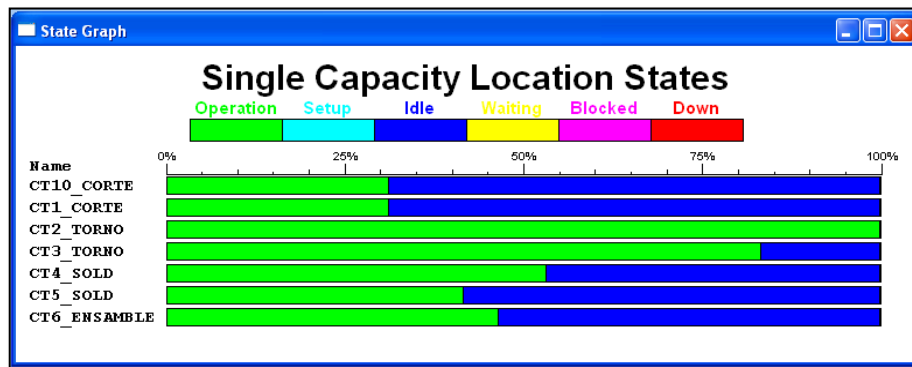 State Graph
Single Capacity Location States
Operation Setup Idle Waiting Blocked Down
Name 0% 25% 50% 75% 100%
CT10_CORTE
CT1_CORTE
CT2_TORNO
CT3_TORNO
CT4_SOLD
CT5_SOLD
CT6_ENSAMBLE